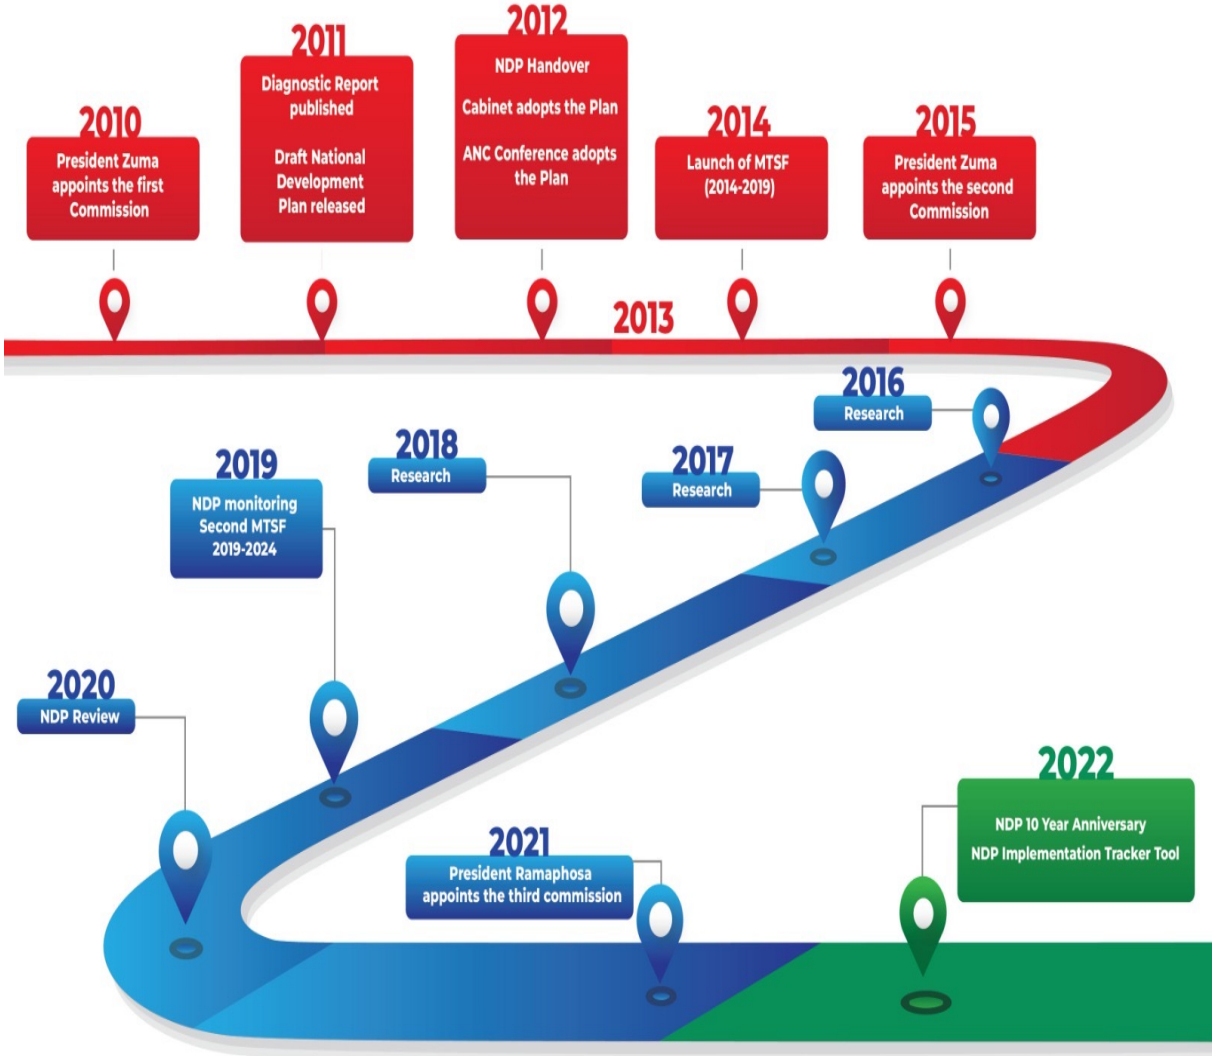 2010
President Zuma
appoints the first
Commission
2011
Diagnostic Report
published
Draft National
Development
Plan released
2012
NDP Handover
Cabinet adopts the Plan
ANC Conference adopts
the Plan
2013
2014
Launch of MTSF
(2014-2019)
2015
President Zuma
appoints the second
Commission
2016
Research
2017
Research
2018
Research
2019
NDP monitoring
Second MTSF
2019-2024
2020
NDP Review
2021
President Ramaphosa
appoints the third commission
2022
NDP 10 Year Anniversary
NDP Implementation Tracker Tool